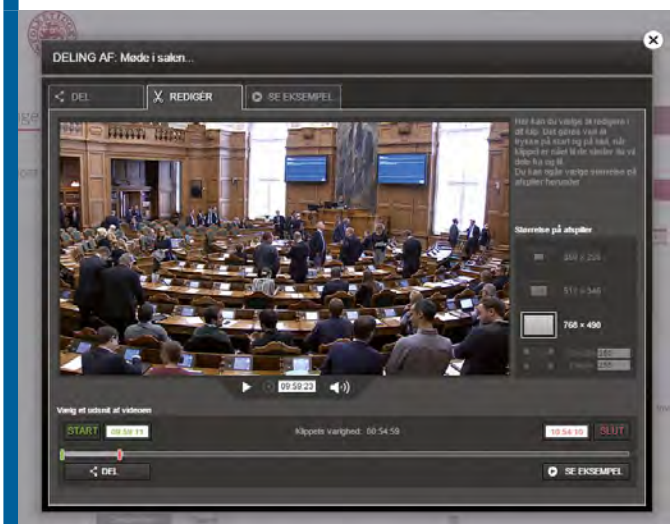 DELING AF: Møde i salen...
DEL
REDIGÉR
SE EKSEMPEL
Her kan du vælge at redigere i
dit klip. Det gøres ved at
trykke på start og på slut, når
klippet er nået til de steder du vil
dele fra og til.
Du kan også vælge størrelse på
afspiller herunder
Størrelse på afspiller
512 × 340
768 × 490
09:59:23
Vælg et udsnit af videoen
START
09:59:11
Klippets varighed: 00:54:59
10:54:10
SLUT
DEL
SE EKSEMPEL